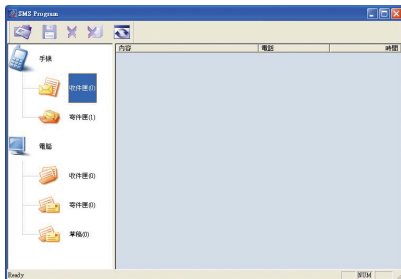 SMS Program
內容 電話 時間
手機
收件匣(0)
寄件匣(1)
電腦
收件匣(0)
寄件匣(0)
草稿(0)
Ready NUM